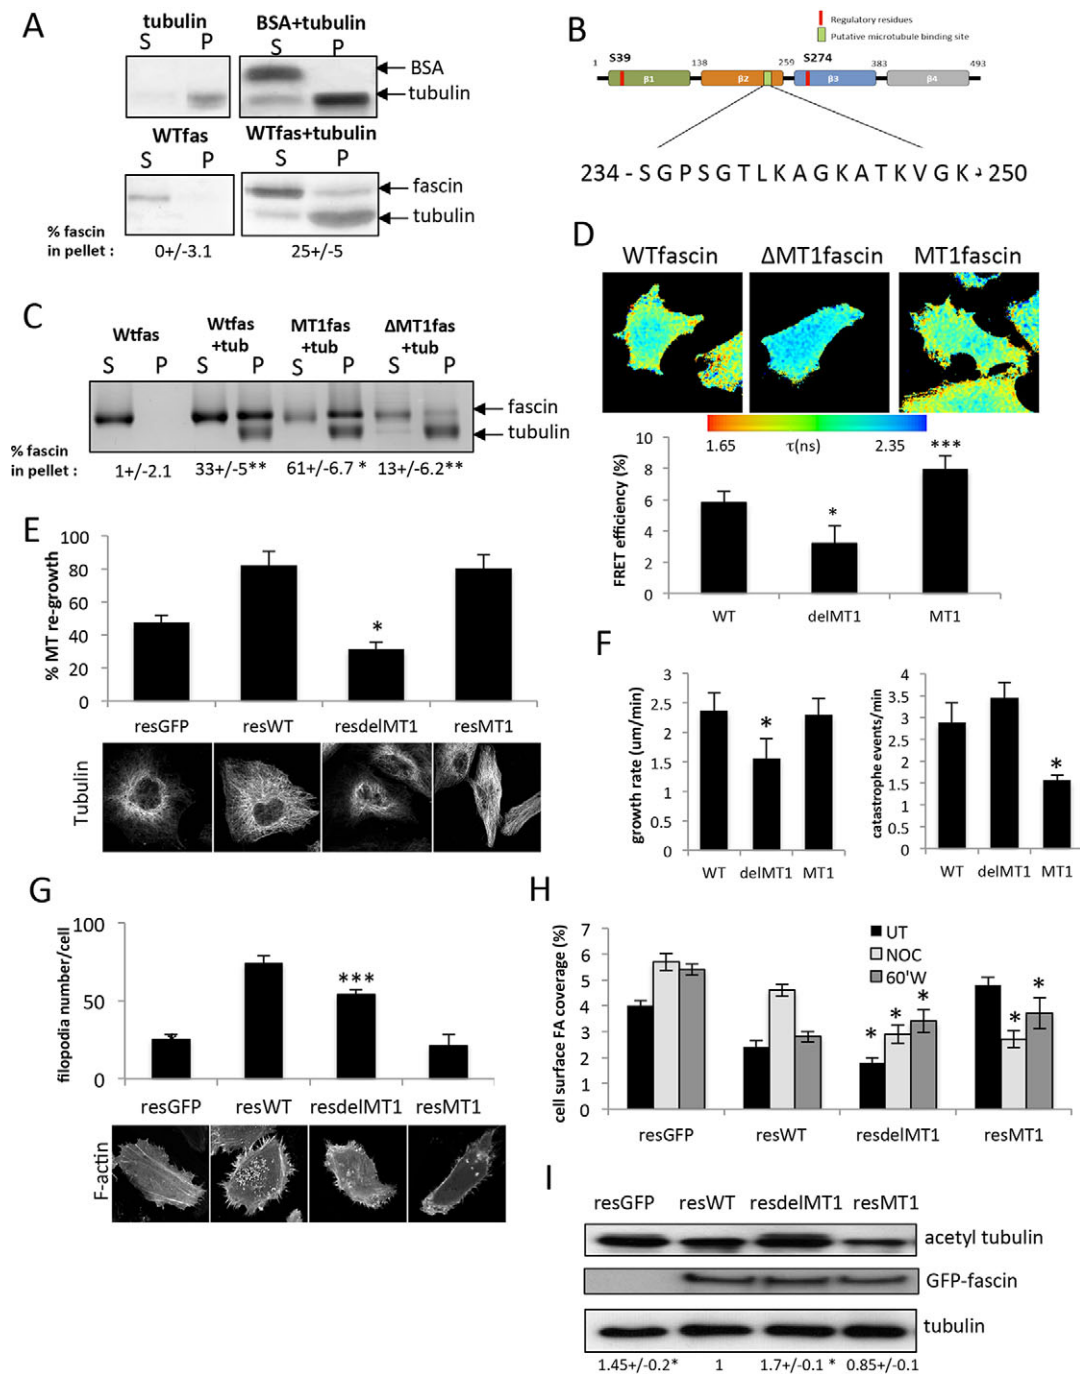 A
tubulin
S P
BSA+tubulin
S P
BSA
tubulin
WTfas
S P
WTfas+tubulin
S P
fascin
tubulin
% fascin
in pellet :
0+/-3.1
25+/-5
B
Regulatory residues
Putative microtubule binding site
1 S39 138 259 S274 383 493
β1 β2 β3 β4
234 - S G P S G T L K A G K A T K V G K - 250
C
Wtfas
S P
Wtfas
+tub
S P
MT1fas
+tub
S P
ΔMT1fas
+tub
S P
fascin
tubulin
% fascin
in pellet :
1+/-2.1
33+/-5**
61+/-6.7 *
13+/-6.2**
D
WTfascin
ΔMT1fascin
MT1fascin
1.65 τ(ns) 2.35
FRET efficiency (%)
10
8
6
4
2
0
*
***
WT delMT1 MT1
E
% MT re-growth
100
80
60
40
20
0
*
resGFP resWT resdelMT1 resMT1
Tubulin
F
growth rate (um/min)
3
2.5
2
1.5
1
0.5
0
*
WT delMT1 MT1
catastrophe events/min
4
3.5
3
2.5
2
1.5
1
0.5
0
*
WT delMT1 MT1
G
filopodia number/cell
100
50
0
***
resGFP resWT resdelMT1 resMT1
F-actin
H
cell surface FA coverage (%)
7
6
5
4
3
2
1
0
UT
NOC
60'W
* * *
* *
resGFP resWT resdelMT1 resMT1
I
resGFP resWT resdelMT1 resMT1
acetyl tubulin
GFP-fascin
tubulin
1.45+/-0.2* 1 1.7+/-0.1 * 0.85+/-0.1